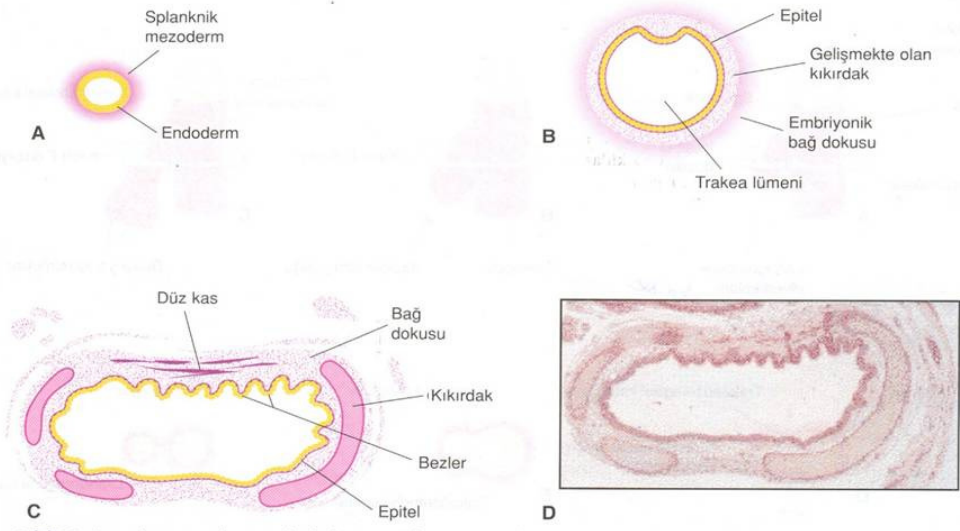 Splanknik
mezoderm
Endoderm
A
Epitel
Gelişmekte olan
kıkırdak
Embriyonik
bağ dokusu
Trakea lümeni
B
Düz kas
Bağ
dokusu
Kıkırdak
Bezler
Epitel
C
D